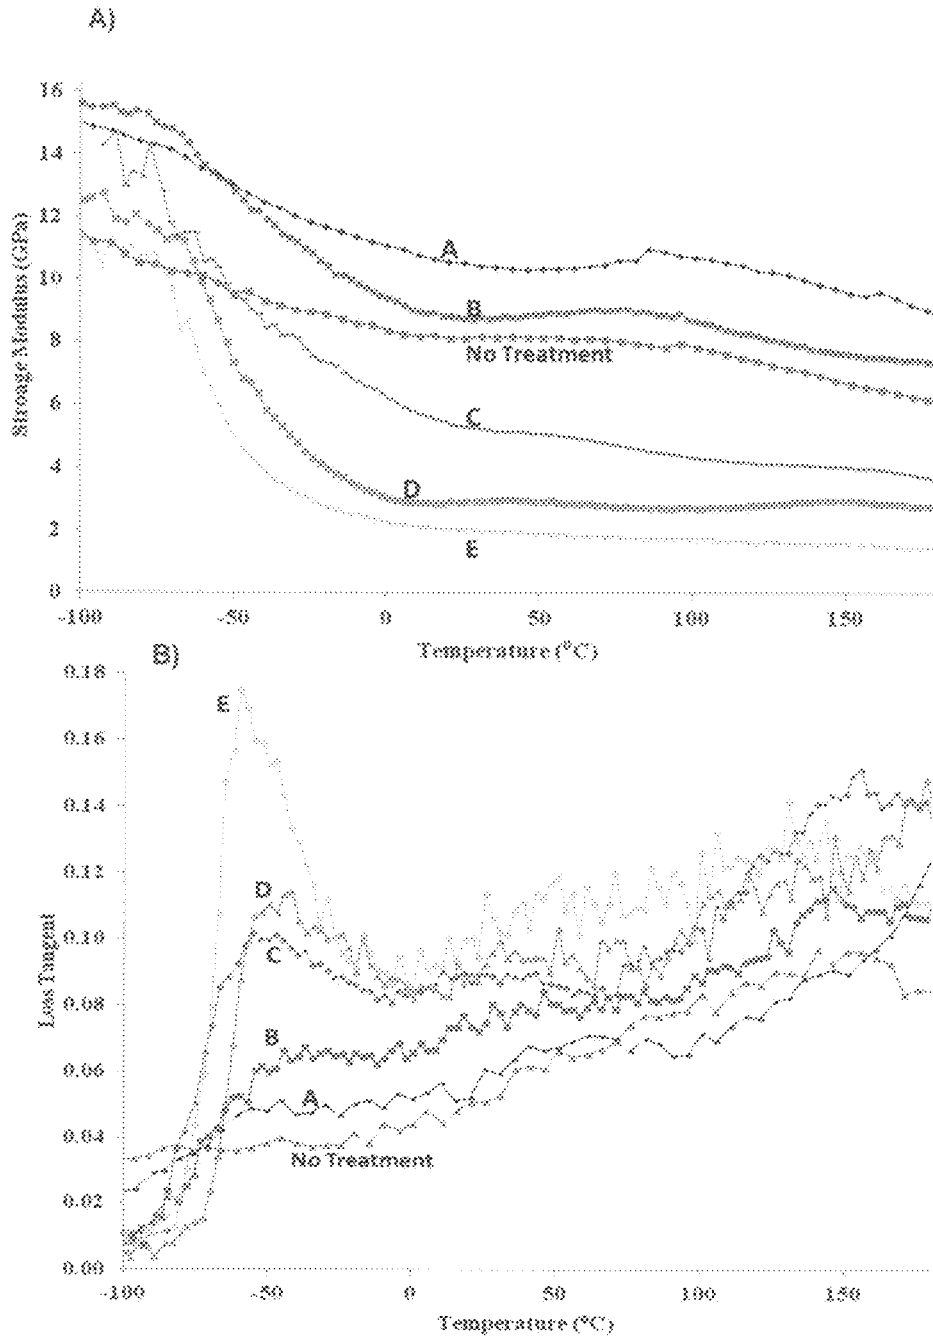 A)
16
14
12
10
8
6
4
2
0
Stroage Modulus (GPa)
A
B
No Treatment
C
D
E
-100
-50
0
50
100
150
Temperature (°C)
B)
0.18
0.16
0.14
0.12
0.10
0.08
0.06
0.04
0.02
0.00
Loss Tangent
E
D
C
B
A
No Treatment
-100
-50
0
50
100
150
Temperature (°C)